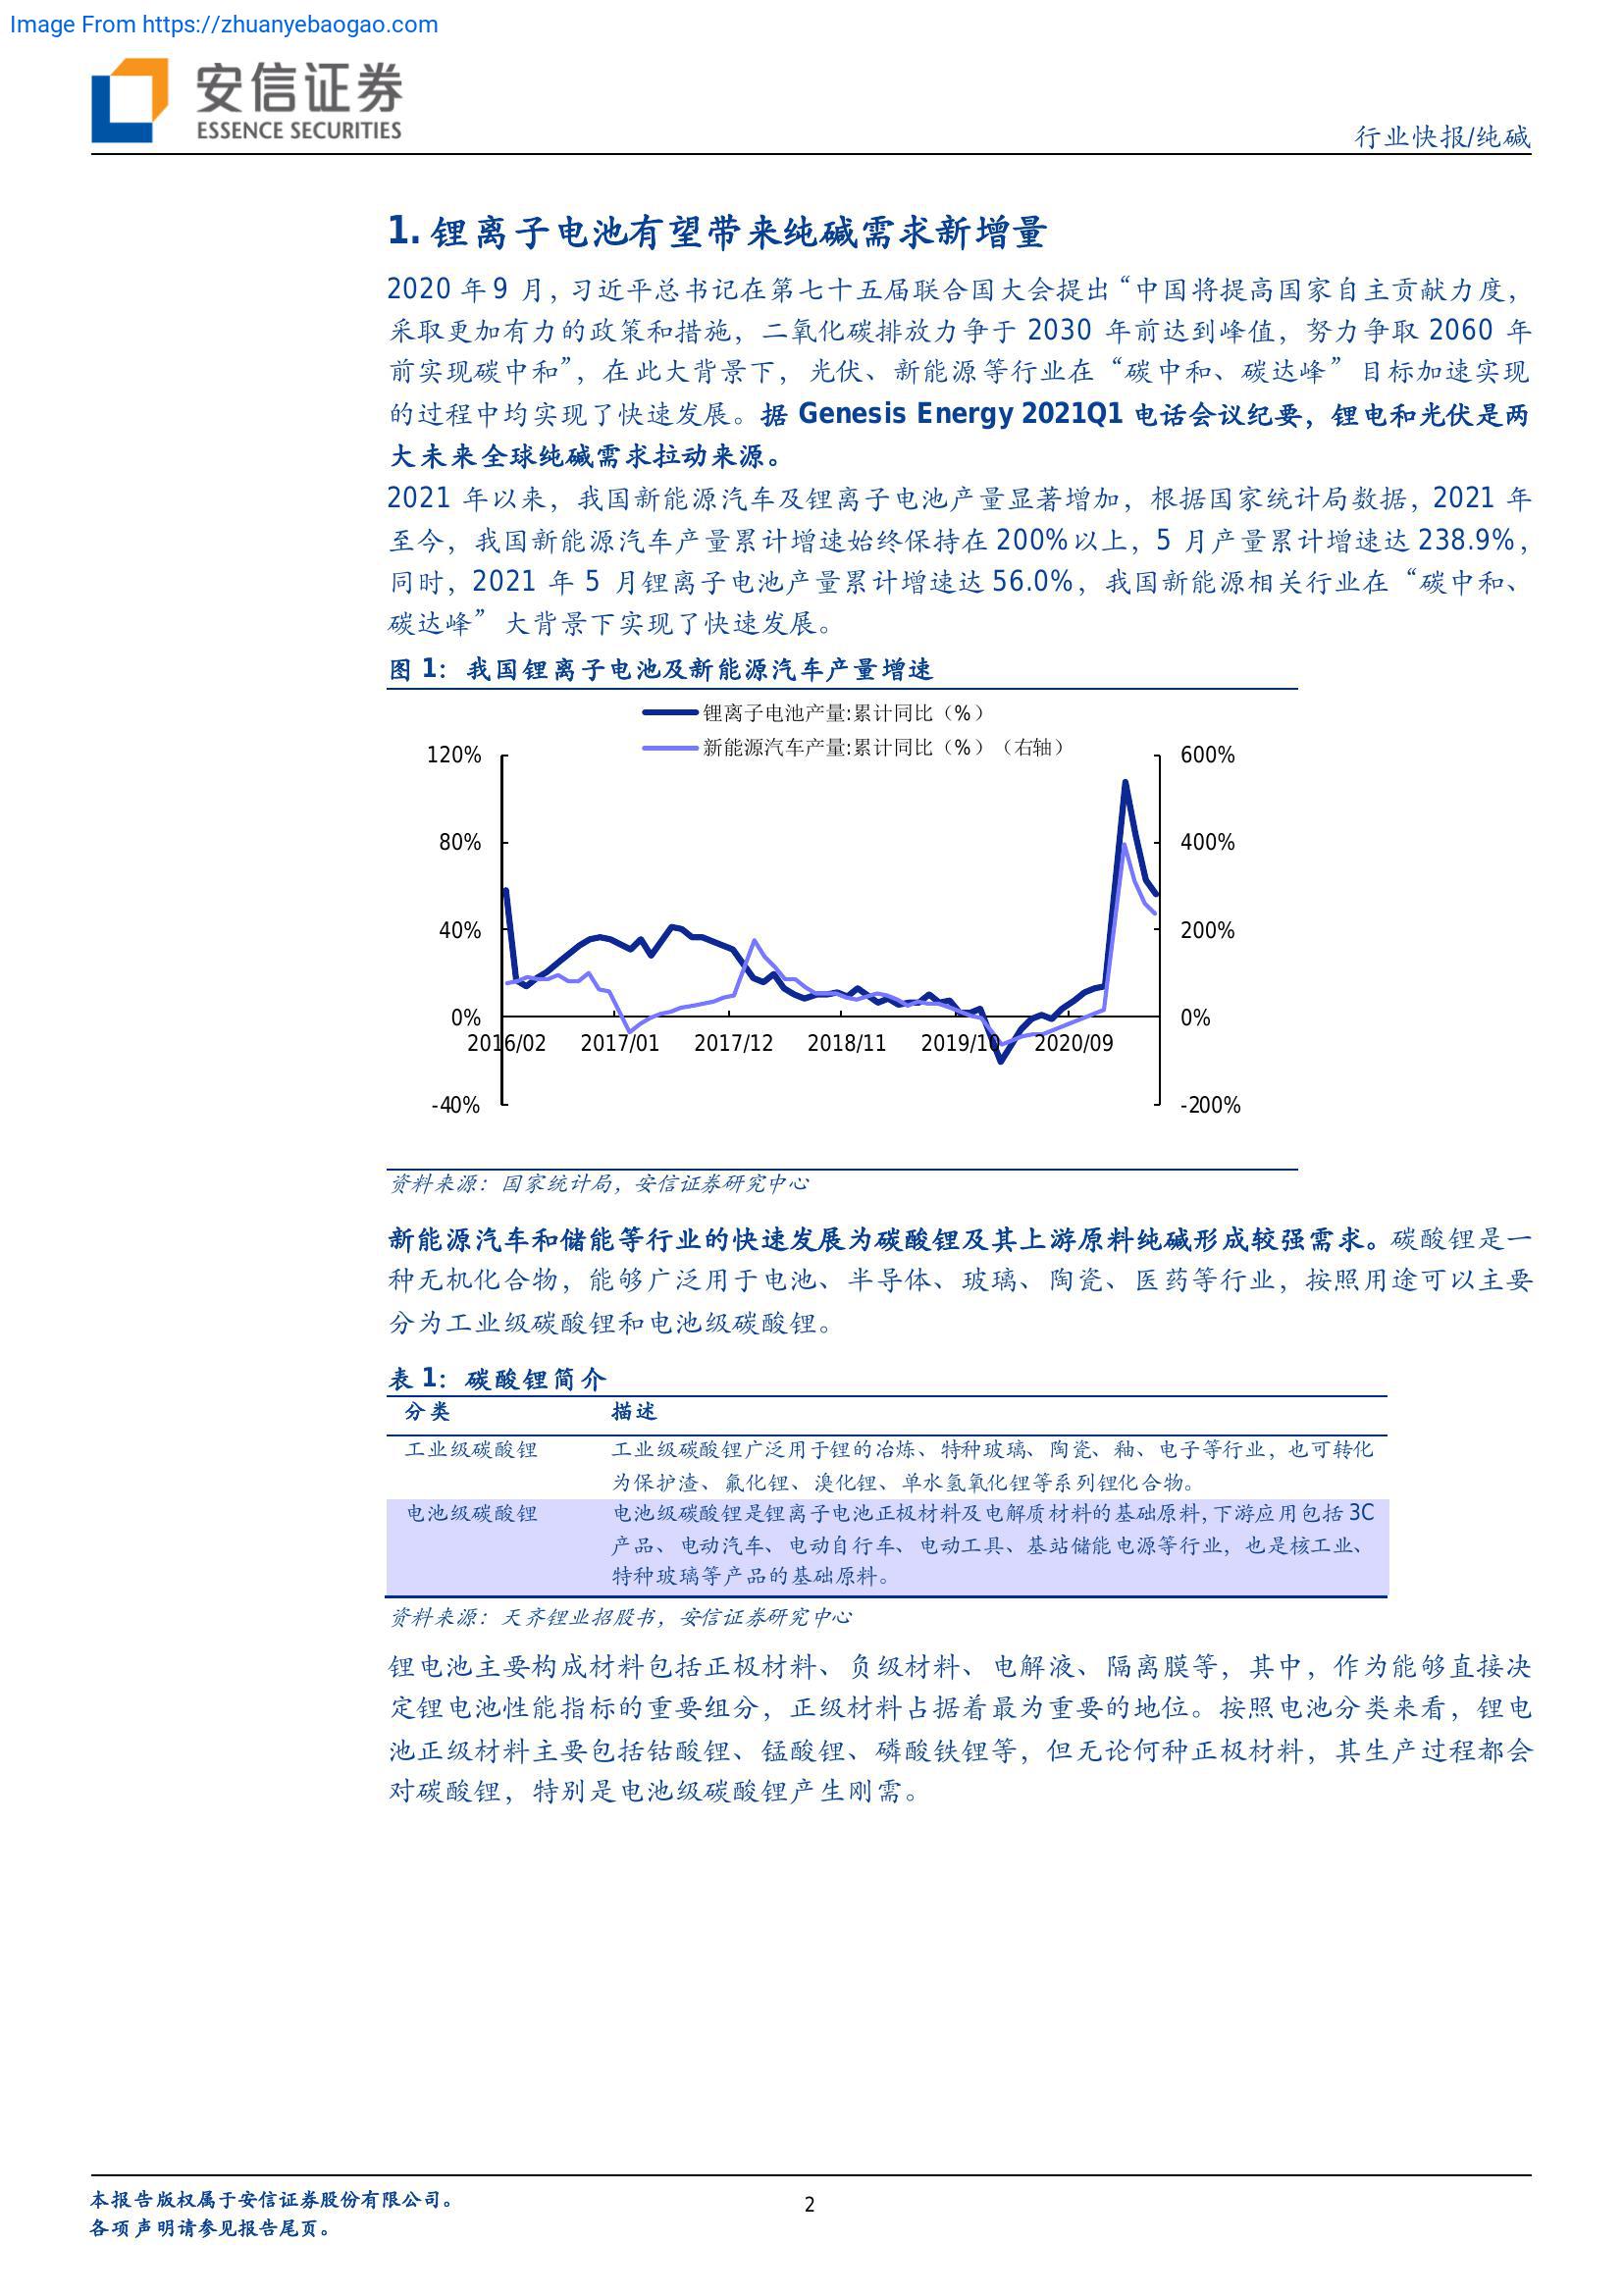 Image From https://zhuanyebaogao.com
安信证券
ESSENCE SECURITIES
行业快报/纯碱
1. 锂离子电池有望带来纯碱需求新增量
2020 年 9 月，习近平总书记在第七十五届联合国大会提出“中国将提高国家自主贡献力度，
采取更加有力的政策和措施，二氧化碳排放力争于 2030 年前达到峰值，努力争取 2060 年
前实现碳中和”，在此大背景下，光伏、新能源等行业在“碳中和、碳达峰”目标加速实现
的过程中均实现了快速发展。据 Genesis Energy 2021Q1 电话会议纪要，锂电和光伏是两
大未来全球纯碱需求拉动来源。
2021 年以来，我国新能源汽车及锂离子电池产量显著增加，根据国家统计局数据，2021 年
至今，我国新能源汽车产量累计增速始终保持在 200%以上，5 月产量累计增速达 238.9%，
同时，2021 年 5 月锂离子电池产量累计增速达 56.0%，我国新能源相关行业在“碳中和、
碳达峰”大背景下实现了快速发展。
图 1：我国锂离子电池及新能源汽车产量增速
锂离子电池产量:累计同比（%）
新能源汽车产量:累计同比（%）（右轴）
120% 600%
80% 400%
40% 200%
0% 0%
2016/02 2017/01 2017/12 2018/11 2019/10 2020/09
-40% -200%
资料来源：国家统计局，安信证券研究中心
新能源汽车和储能等行业的快速发展为碳酸锂及其上游原料纯碱形成较强需求。碳酸锂是一
种无机化合物，能够广泛用于电池、半导体、玻璃、陶瓷、医药等行业，按照用途可以主要
分为工业级碳酸锂和电池级碳酸锂。
表 1：碳酸锂简介
分类 描述
工业级碳酸锂 工业级碳酸锂广泛用于锂的冶炼、特种玻璃、陶瓷、釉、电子等行业，也可转化
为保护渣、氟化锂、溴化锂、单水氢氧化锂等系列锂化合物。
电池级碳酸锂 电池级碳酸锂是锂离子电池正极材料及电解质材料的基础原料，下游应用包括 3C
产品、电动汽车、电动自行车、电动工具、基站储能电源等行业，也是核工业、
特种玻璃等产品的基础原料。
资料来源：天齐锂业招股书，安信证券研究中心
锂电池主要构成材料包括正极材料、负级材料、电解液、隔离膜等，其中，作为能够直接决
定锂电池性能指标的重要组分，正级材料占据着最为重要的地位。按照电池分类来看，锂电
池正级材料主要包括钴酸锂、锰酸锂、磷酸铁锂等，但无论何种正极材料，其生产过程都会
对碳酸锂，特别是电池级碳酸锂产生刚需。
本报告版权属于安信证券股份有限公司。
各项声明请参见报告尾页。
2